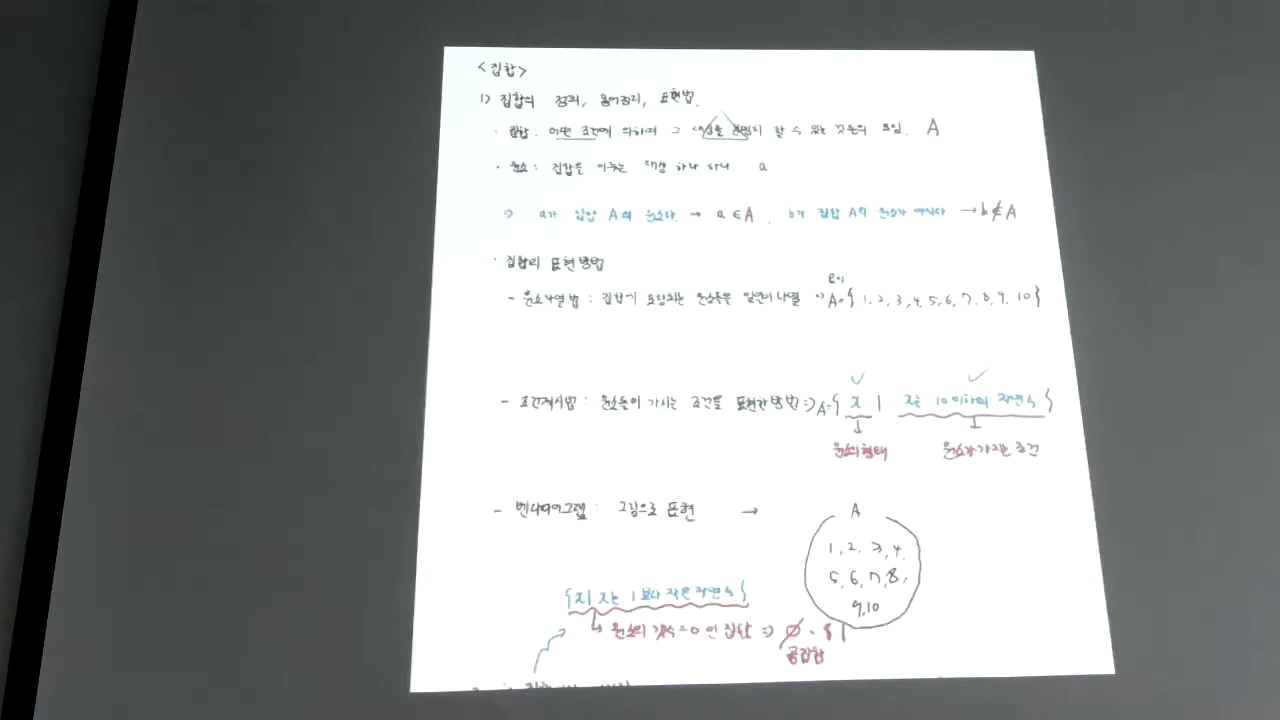 <집합>
1) 집합의 정의, 용어정리, 표현법.
· 집합 : 어떤 조건에 의하여 그 대상을 분명히 할 수 있는 것들의 모임. A
· 원소 : 집합을 이루는 대상 하나 하나. a
⇒ a가 집합 A의 원소다. → a ∈ A . b가 집합 A의 원소가 아니다 → b ∉ A
· 집합의 표현 방법
- 원소나열법 : 집합에 포함되는 원소들을 일일이 나열 ⇒ A={ 1, 2, 3, 4, 5, 6, 7, 8, 9, 10 }
- 조건제시법 : 원소들이 가지는 조건을 표현한 방법 ⇒ A={ x | x는 10 이하의 자연수 }
원소의 형태 원소가 가지는 조건
- 벤다이어그램 : 그림으로 표현 → A
1, 2, 3, 4,
5, 6, 7, 8,
9, 10
{x| x는 1보다 작은 자연수}
↳ 원소의 갯수=0 인 집합 ⇒ ∅ = { }
공집합